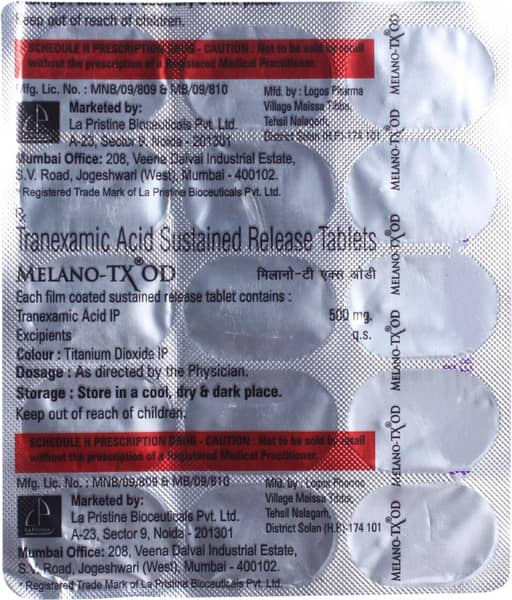 Keep out of reach of children.
SCHEDULE H PRESCRIPTION DRUG - CAUTION : Not to be sold by retail
without the prescription of a Registered Medical Practitioner.
Mfg. Lic. No. : MNB/09/809 & MB/09/810
Mfd. by : Logos Pharma
Village Maissa Tibba,
Tehsil Nalagarh,
District Solan (H.P.)-174 101
Marketed by:
La Pristine Bioceuticals Pvt. Ltd.
A-23, Sector 9, Noida - 201301
Mumbai Office: 208, Veena Dalvai Industrial Estate,
S.V. Road, Jogeshwari (West), Mumbai - 400102.
* Registered Trade Mark of La Pristine Bioceuticals Pvt. Ltd.
Rx
Tranexamic Acid Sustained Release Tablets
MELANO-TX® OD
मिलानो-टी एक्स ओडी
Each film coated sustained release tablet contains :
Tranexamic Acid IP 500 mg.
Excipients q.s.
Colour : Titanium Dioxide IP
Dosage : As directed by the Physician.
Storage : Store in a cool, dry & dark place.
Keep out of reach of children.
SCHEDULE H PRESCRIPTION DRUG - CAUTION : Not to be sold by retail
without the prescription of a Registered Medical Practitioner.
Mfg. Lic. No. : MNB/09/809 & MB/09/810
Mfd. by : Logos Pharma
Village Maissa Tibba,
Tehsil Nalagarh,
District Solan (H.P.)-174 101
Marketed by:
La Pristine Bioceuticals Pvt. Ltd.
A-23, Sector 9, Noida - 201301
Mumbai Office: 208, Veena Dalvai Industrial Estate,
S.V. Road, Jogeshwari (West), Mumbai - 400102.
* Registered Trade Mark of La Pristine Bioceuticals Pvt. Ltd.
MELANO-TX® OD
MELANO-TX® OD
MELANO-TX® OD
MELANO-TX® OD
MELANO-TX® OD